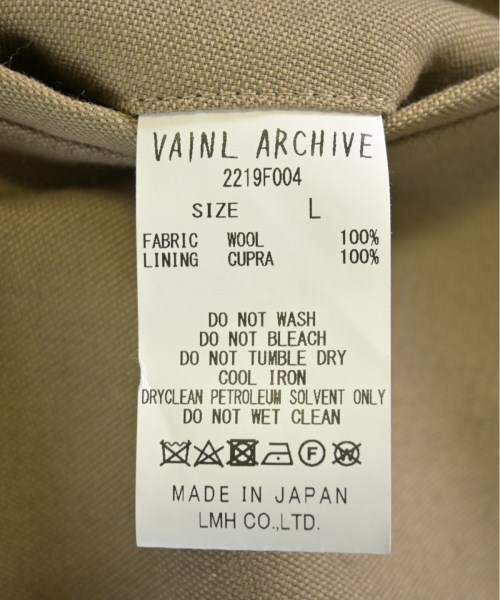 VAINL ARCHIVE
2219F004
SIZE L
FABRIC WOOL 100%
LINING CUPRA 100%
DO NOT WASH
DO NOT BLEACH
DO NOT TUMBLE DRY
COOL IRON
DRYCLEAN PETROLEUM SOLVENT ONLY
DO NOT WET CLEAN
F W
MADE IN JAPAN
LMH CO.,LTD.